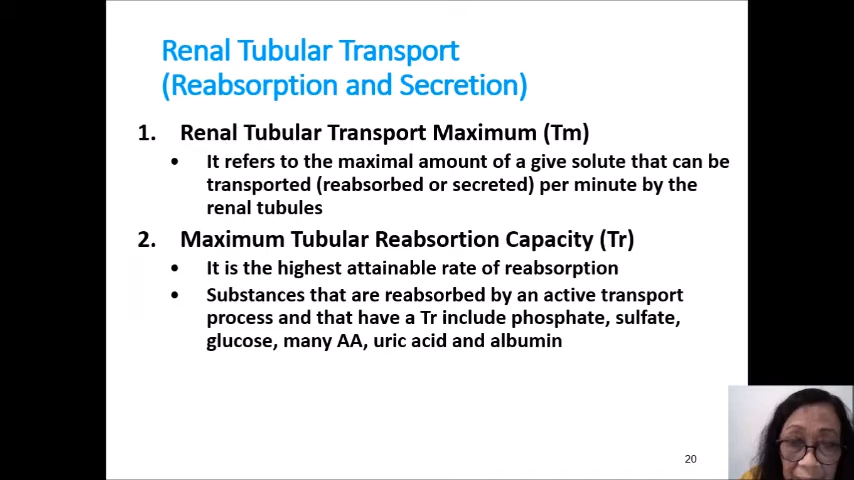 Renal Tubular Transport
(Reabsorption and Secretion)
1. Renal Tubular Transport Maximum (Tm)
• It refers to the maximal amount of a give solute that can be
transported (reabsorbed or secreted) per minute by the
renal tubules
2. Maximum Tubular Reabsortion Capacity (Tr)
• It is the highest attainable rate of reabsorption
• Substances that are reabsorbed by an active transport
process and that have a Tr include phosphate, sulfate,
glucose, many AA, uric acid and albumin
20